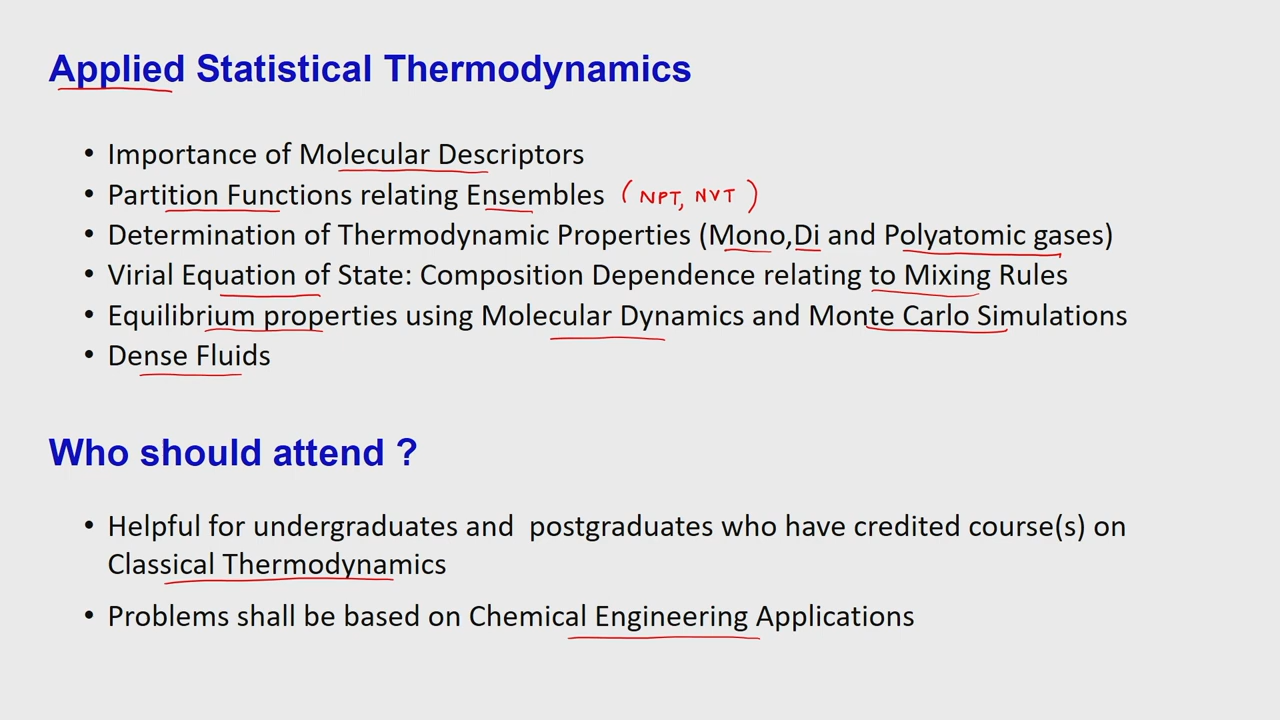 Applied Statistical Thermodynamics
• Importance of Molecular Descriptors
• Partition Functions relating Ensembles (NPT, NVT)
• Determination of Thermodynamic Properties (Mono,Di and Polyatomic gases)
• Virial Equation of State: Composition Dependence relating to Mixing Rules
• Equilibrium properties using Molecular Dynamics and Monte Carlo Simulations
• Dense Fluids
Who should attend ?
• Helpful for undergraduates and  postgraduates who have credited course(s) on
Classical Thermodynamics
• Problems shall be based on Chemical Engineering Applications